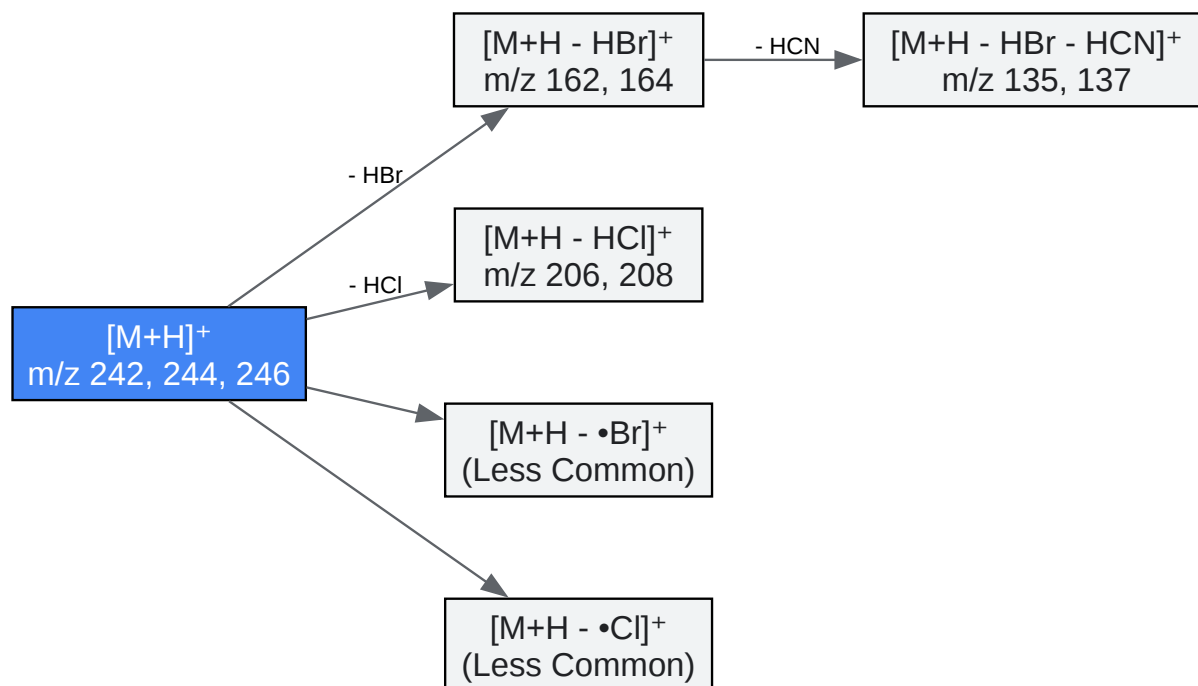 [M+H - HBr]⁺
m/z 162, 164
- HCN
[M+H - HBr - HCN]⁺
m/z 135, 137
- HBr
[M+H - HCl]⁺
m/z 206, 208
- HCl
[M+H]⁺
m/z 242, 244, 246
[M+H - •Br]⁺
(Less Common)
[M+H - •Cl]⁺
(Less Common)